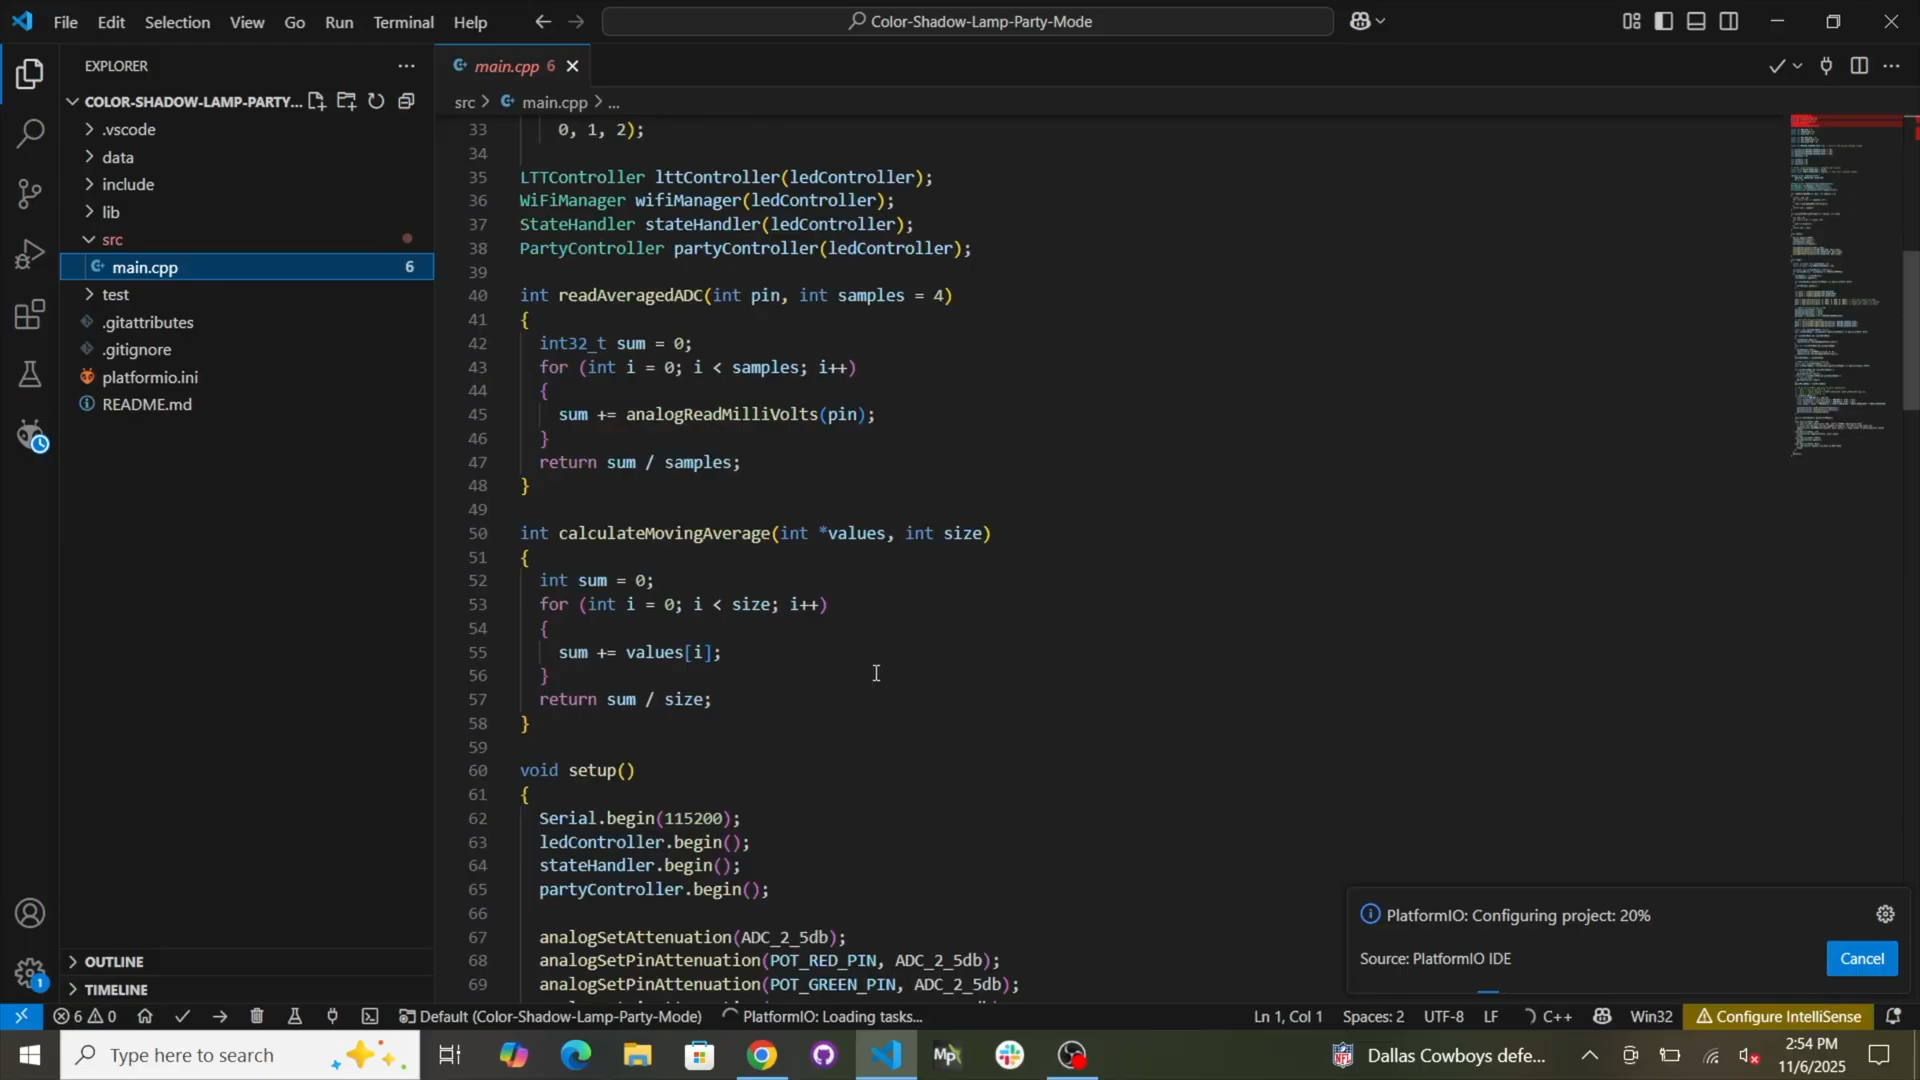 File Edit Selection View Go Run Terminal Help
Color-Shadow-Lamp-Party-Mode
EXPLORER
COLOR-SHADOW-LAMP-PARTY...
.vscode
data
include
lib
src
main.cpp 6
test
.gitattributes
.gitignore
platformio.ini
README.md
OUTLINE
TIMELINE
1
main.cpp 6
src > main.cpp > ...
33 0, 1, 2);
34
35 LTTController lttController(ledController);
36 WiFiManager wifiManager(ledController);
37 StateHandler stateHandler(ledController);
38 PartyController partyController(ledController);
39
40 int readAveragedADC(int pin, int samples = 4)
41 {
42 int32_t sum = 0;
43 for (int i = 0; i < samples; i++)
44 {
45 sum += analogReadMilliVolts(pin);
46 }
47 return sum / samples;
48 }
49
50 int calculateMovingAverage(int *values, int size)
51 {
52 int sum = 0;
53 for (int i = 0; i < size; i++)
54 {
55 sum += values[i];
56 }
57 return sum / size;
58 }
59
60 void setup()
61 {
62 Serial.begin(115200);
63 ledController.begin();
64 stateHandler.begin();
65 partyController.begin();
66
67 analogSetAttenuation(ADC_2_5db);
68 analogSetPinAttenuation(POT_RED_PIN, ADC_2_5db);
69 analogSetPinAttenuation(POT_GREEN_PIN, ADC_2_5db);
PlatformIO: Configuring project: 20%
Source: PlatformIO IDE
Cancel
6 0 Default (Color-Shadow-Lamp-Party-Mode) PlatformIO: Loading tasks... Ln 1, Col 1 Spaces: 2 UTF-8 LF C++ Win32 Configure IntelliSense
Type here to search
Mp
NFL
Dallas Cowboys defe...
2:54 PM
11/6/2025